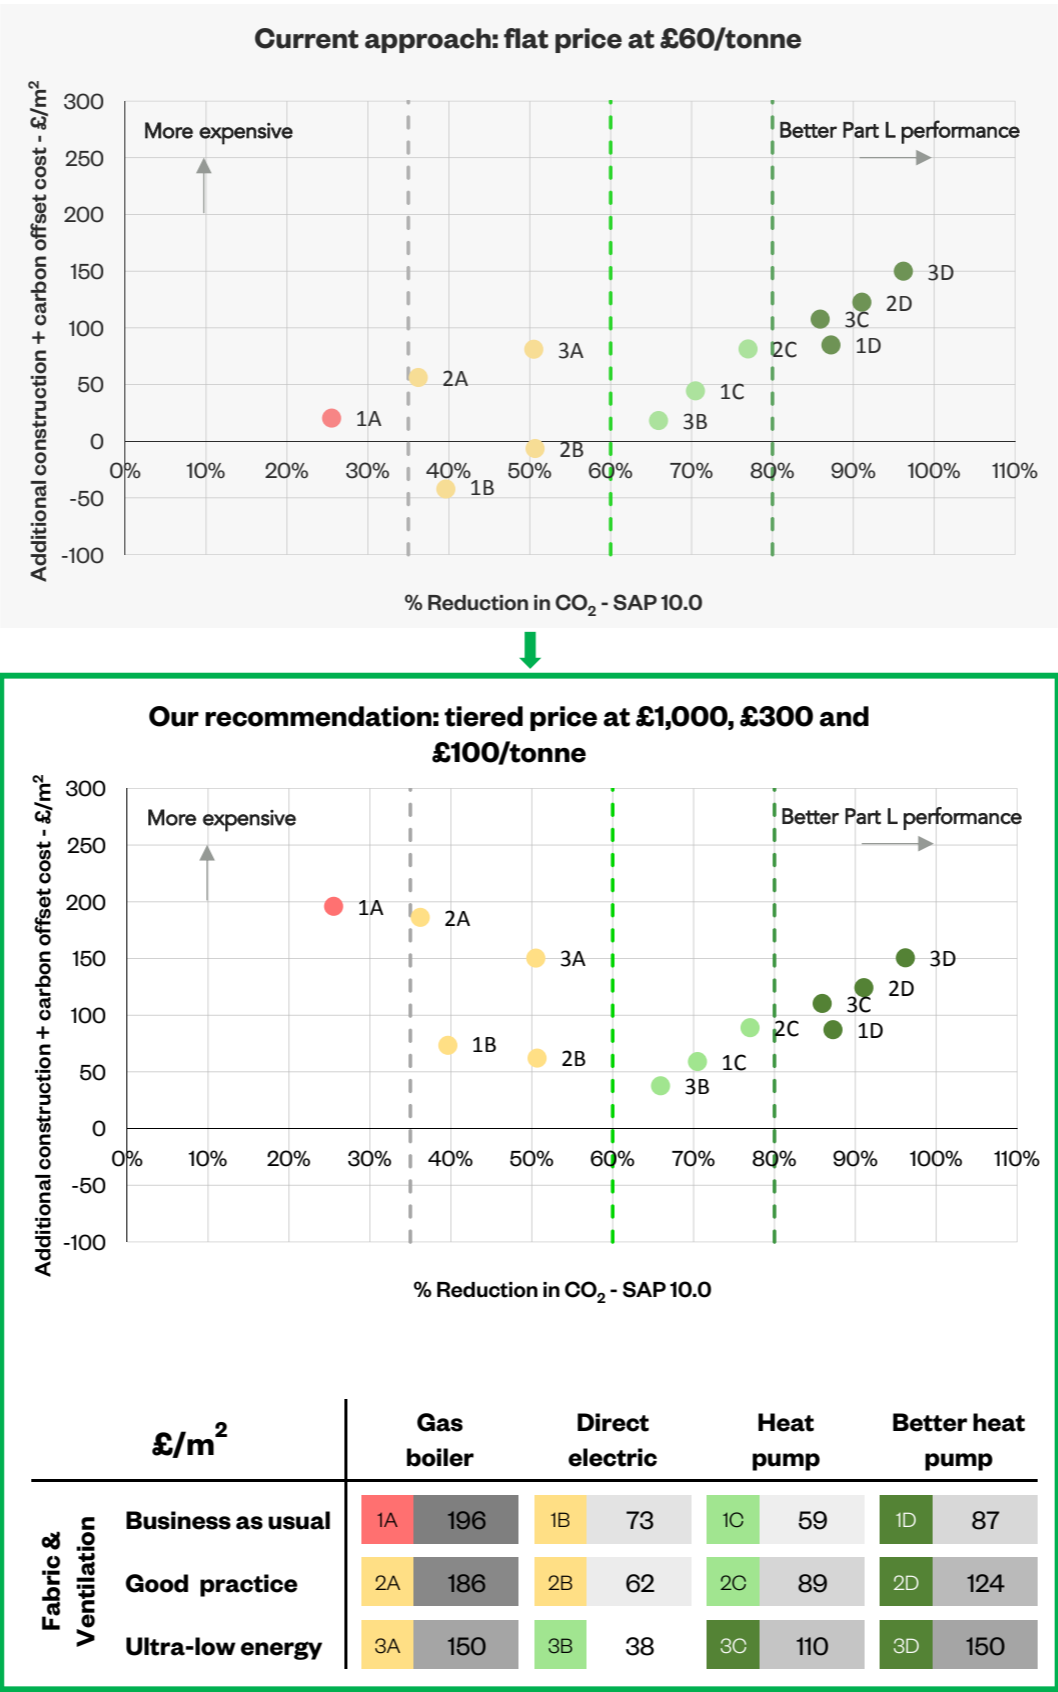 Current approach: flat price at £60/tonne
Additional construction + carbon offset cost - £/m²
300
250
200
150
100
50
0
-50
-100
More expensive
Better Part L performance
3D
2D
3C
1D
2C
3A
2A
1C
3B
1A
2B
1B
0% 10% 20% 30% 40% 50% 60% 70% 80% 90% 100% 110%
% Reduction in CO₂ - SAP 10.0
Our recommendation: tiered price at £1,000, £300 and
£100/tonne
Additional construction + carbon offset cost - £/m²
300
250
200
150
100
50
0
-50
-100
More expensive
Better Part L performance
1A
2A
3A
3D
2D
3C
1D
2C
1B
2B
1C
3B
0% 10% 20% 30% 40% 50% 60% 70% 80% 90% 100% 110%
% Reduction in CO₂ - SAP 10.0
£/m²
Gas
boiler
Direct
electric
Heat
pump
Better heat
pump
Fabric &
Ventilation
Business as usual 1A 196 1B 73 1C 59 1D 87
Good practice 2A 186 2B 62 2C 89 2D 124
Ultra-low energy 3A 150 3B 38 3C 110 3D 150